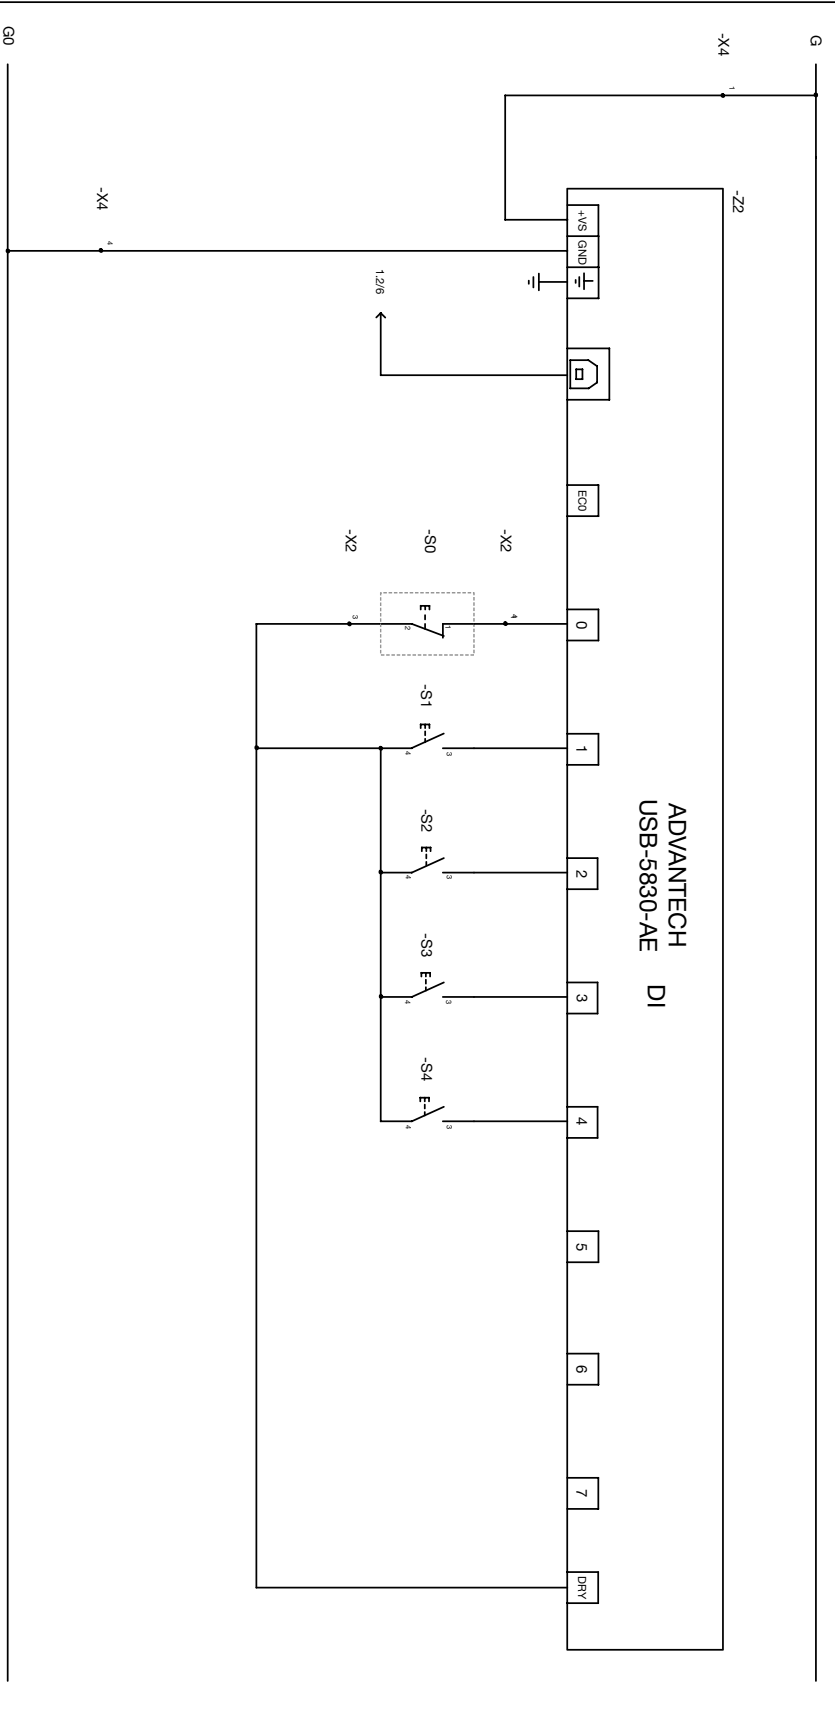 G
-X4
1
-Z2
ADVANTECH
USB-5830-AE
DI
+VS
GND
EC0
0
1
2
3
4
5
6
7
DRY
1.2/6
-X2
4
-S0
1
2
-X2
3
-S1
3
4
-S2
3
4
-S3
3
4
-S4
3
4
-X4
4
G0